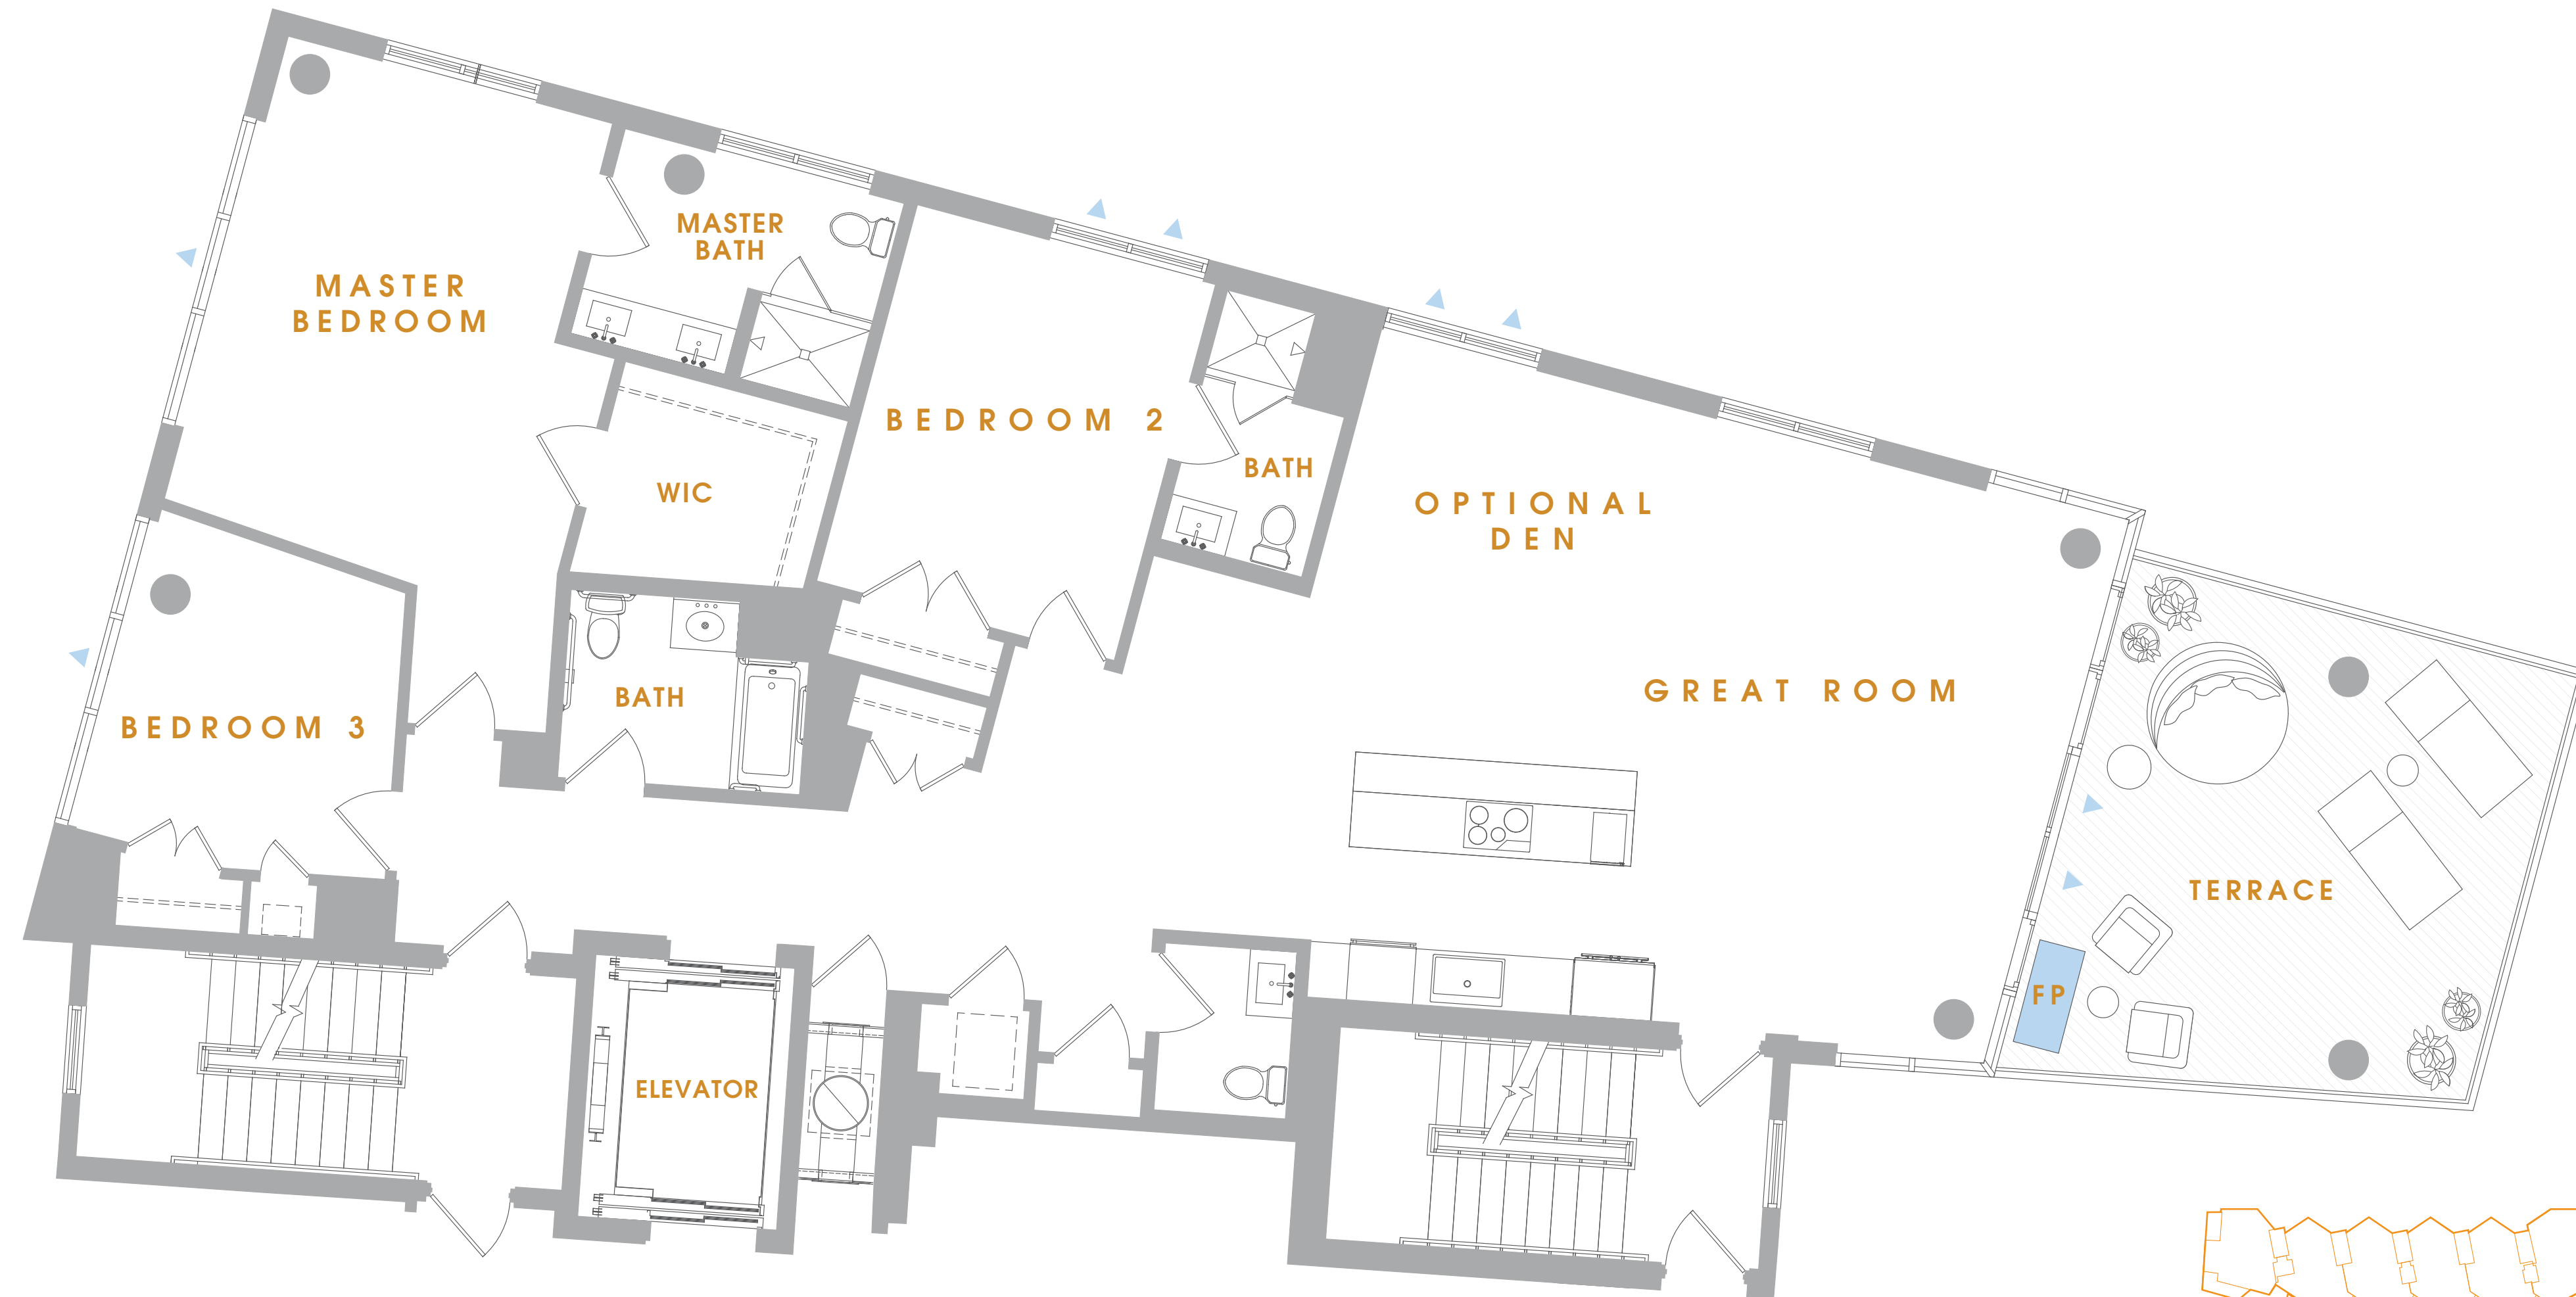 MASTER
BEDROOM
MASTER
BATH
WIC
BEDROOM 2
BATH
OPTIONAL
DEN
GREAT ROOM
BEDROOM 3
BATH
TERRACE
FP
ELEVATOR